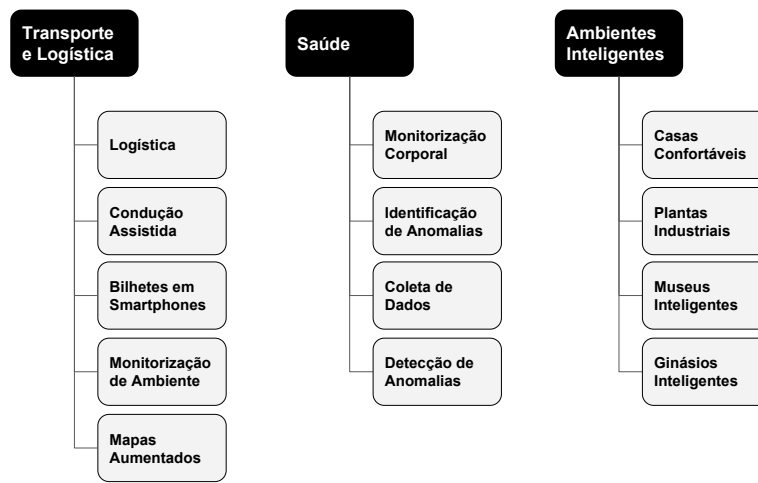 Transporte
e Logística
Logística
Condução
Assistida
Bilhetes em
Smartphones
Monitorização
de Ambiente
Mapas
Aumentados
Saúde
Monitorização
Corporal
Identificação
de Anomalias
Coleta de
Dados
Detecção de
Anomalias
Ambientes
Inteligentes
Casas
Confortáveis
Plantas
Industriais
Museus
Inteligentes
Ginásios
Inteligentes